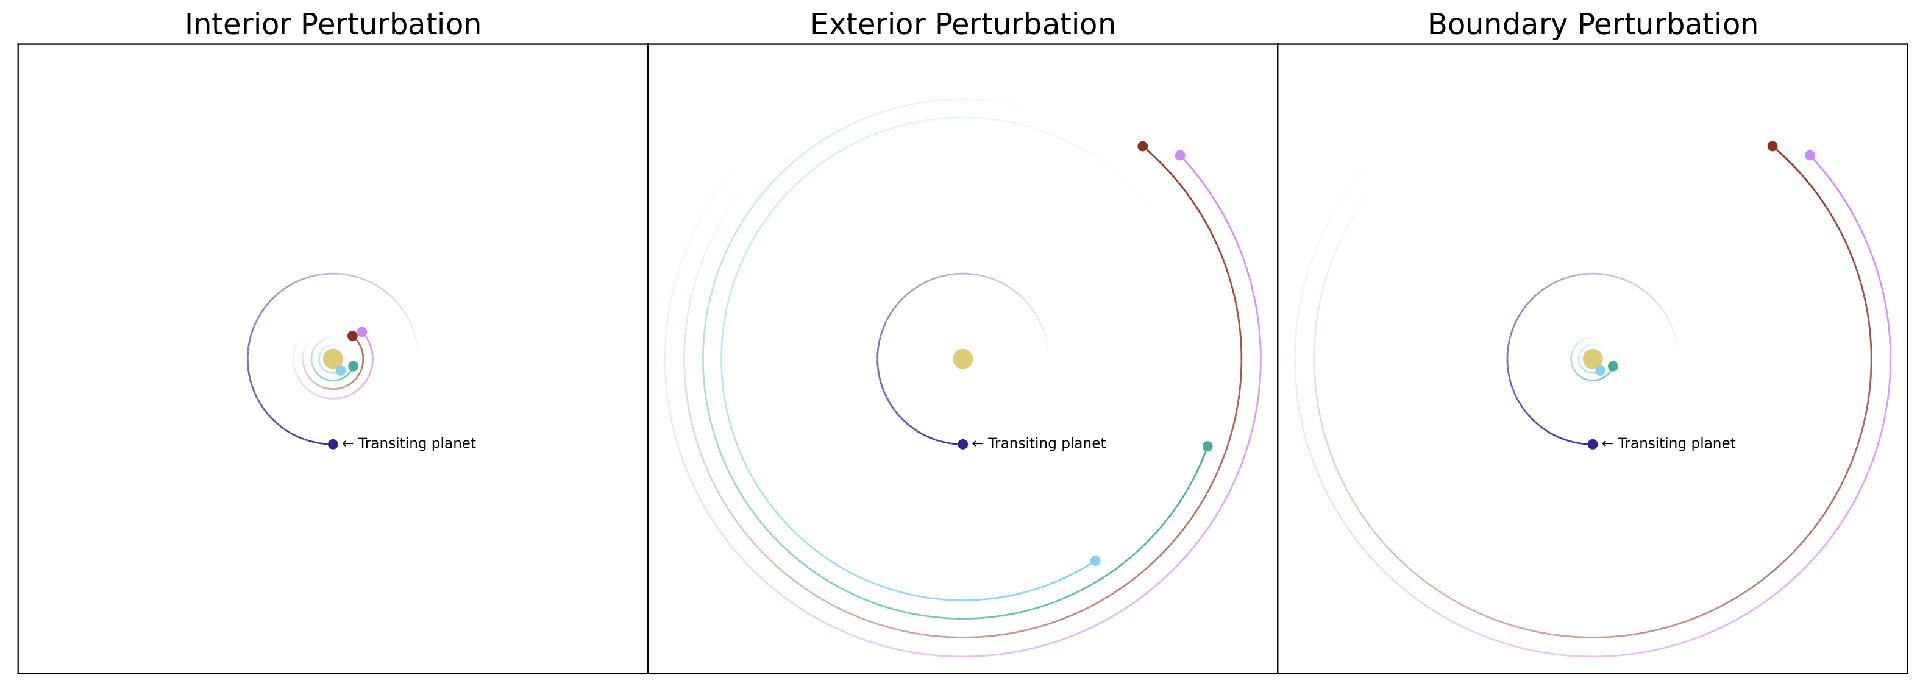 Interior Perturbation
Exterior Perturbation
Boundary Perturbation
← Transiting planet
← Transiting planet
← Transiting planet